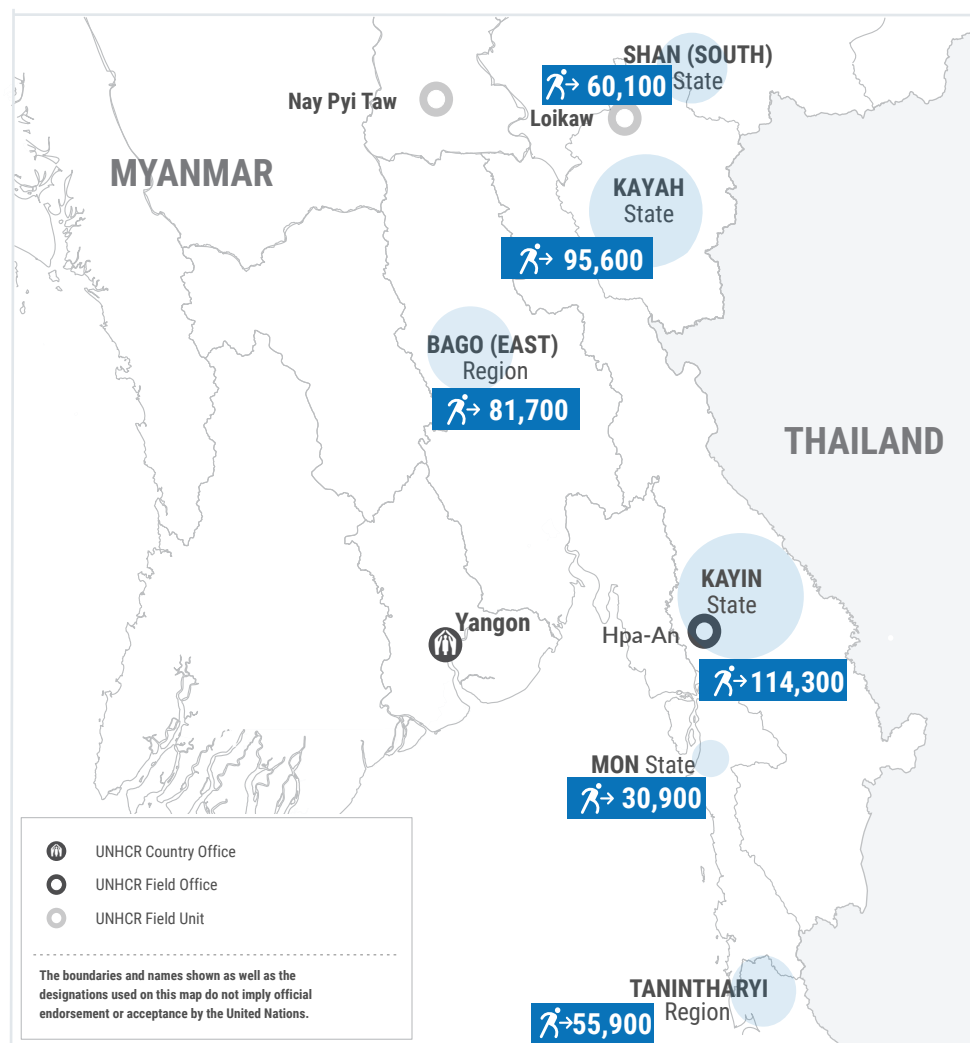 SHAN (SOUTH)
State
60,100
Nay Pyi Taw
Loikaw
MYANMAR
KAYAH
State
95,600
BAGO (EAST)
Region
81,700
THAILAND
KAYIN
State
Yangon
Hpa-An
114,300
MON State
30,900
UNHCR Country Office
UNHCR Field Office
UNHCR Field Unit
The boundaries and names shown as well as the
designations used on this map do not imply official
endorsement or acceptance by the United Nations.
TANINTHARYI
Region
55,900